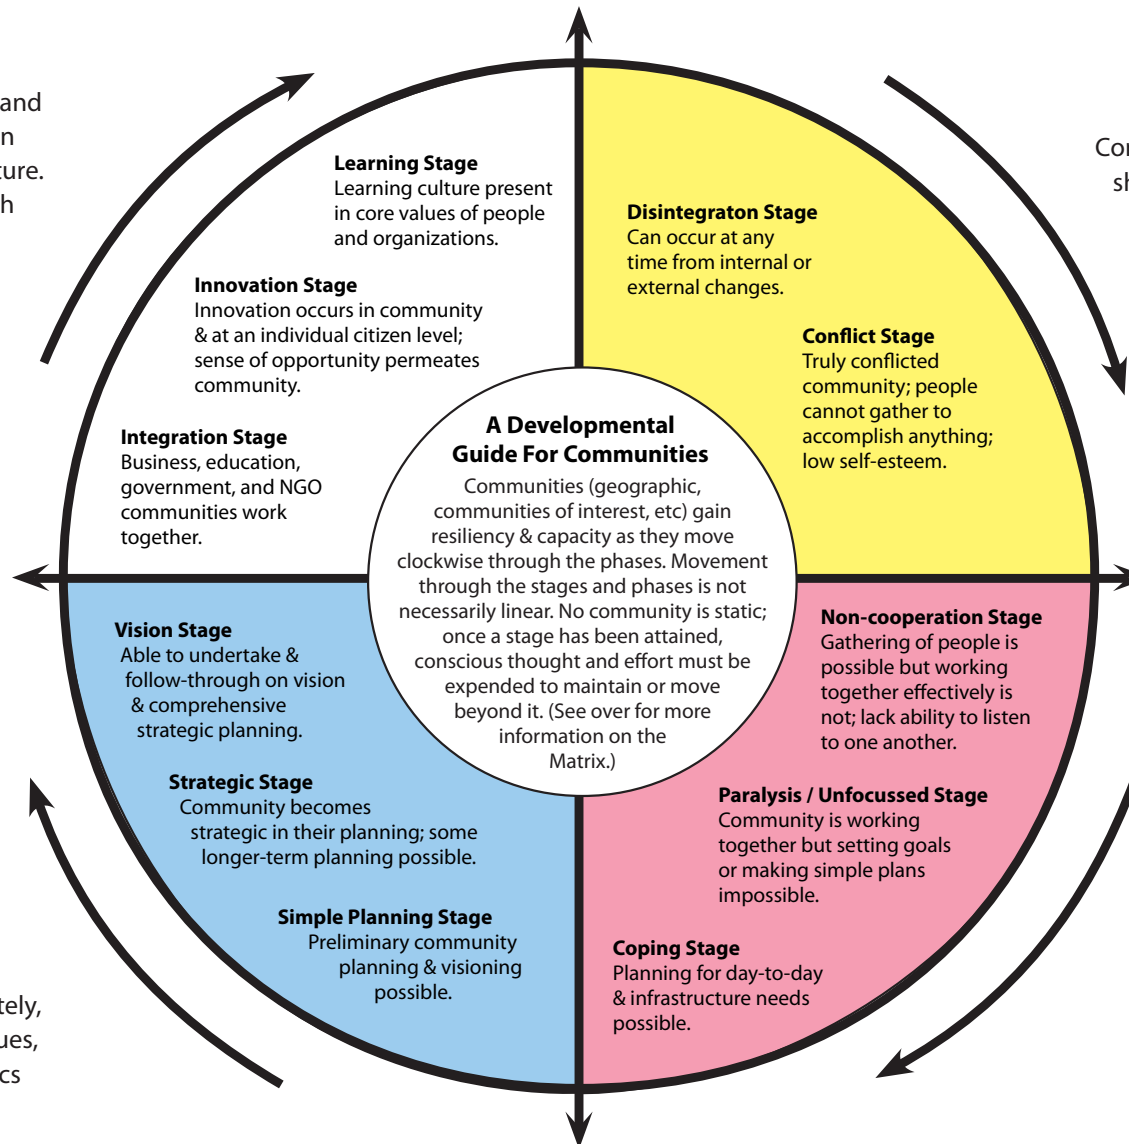 and
n
ture.
h
Learning Stage
Learning culture present
in core values of people
and organizations.
Innovation Stage
Innovation occurs in community
& at an individual citizen level;
sense of opportunity permeates
community.
Integration Stage
Business, education,
government, and NGO
communities work
together.
Cor
sh
Disintegraton Stage
Can occur at any
time from internal or
external changes.
Conflict Stage
Truly conflicted
community; people
cannot gather to
accomplish anything;
low self-esteem.
A Developmental
Guide For Communities
Communities (geographic,
communities of interest, etc) gain
resiliency & capacity as they move
clockwise through the phases. Movement
through the stages and phases is not
necessarily linear. No community is static;
once a stage has been attained,
conscious thought and effort must be
expended to maintain or move
beyond it. (See over for more
information on the
Matrix.)
Non-cooperation Stage
Gathering of people is
possible but working
together effectively is
not; lack ability to listen
to one another.
Paralysis / Unfocussed Stage
Community is working
together but setting goals
or making simple plans
impossible.
Coping Stage
Planning for day-to-day
& infrastructure needs
possible.
Vision Stage
Able to undertake &
follow-through on vision
& comprehensive
strategic planning.
Strategic Stage
Community becomes
strategic in their planning; some
longer-term planning possible.
Simple Planning Stage
Preliminary community
planning & visioning
possible.
tely,
ues,
cs